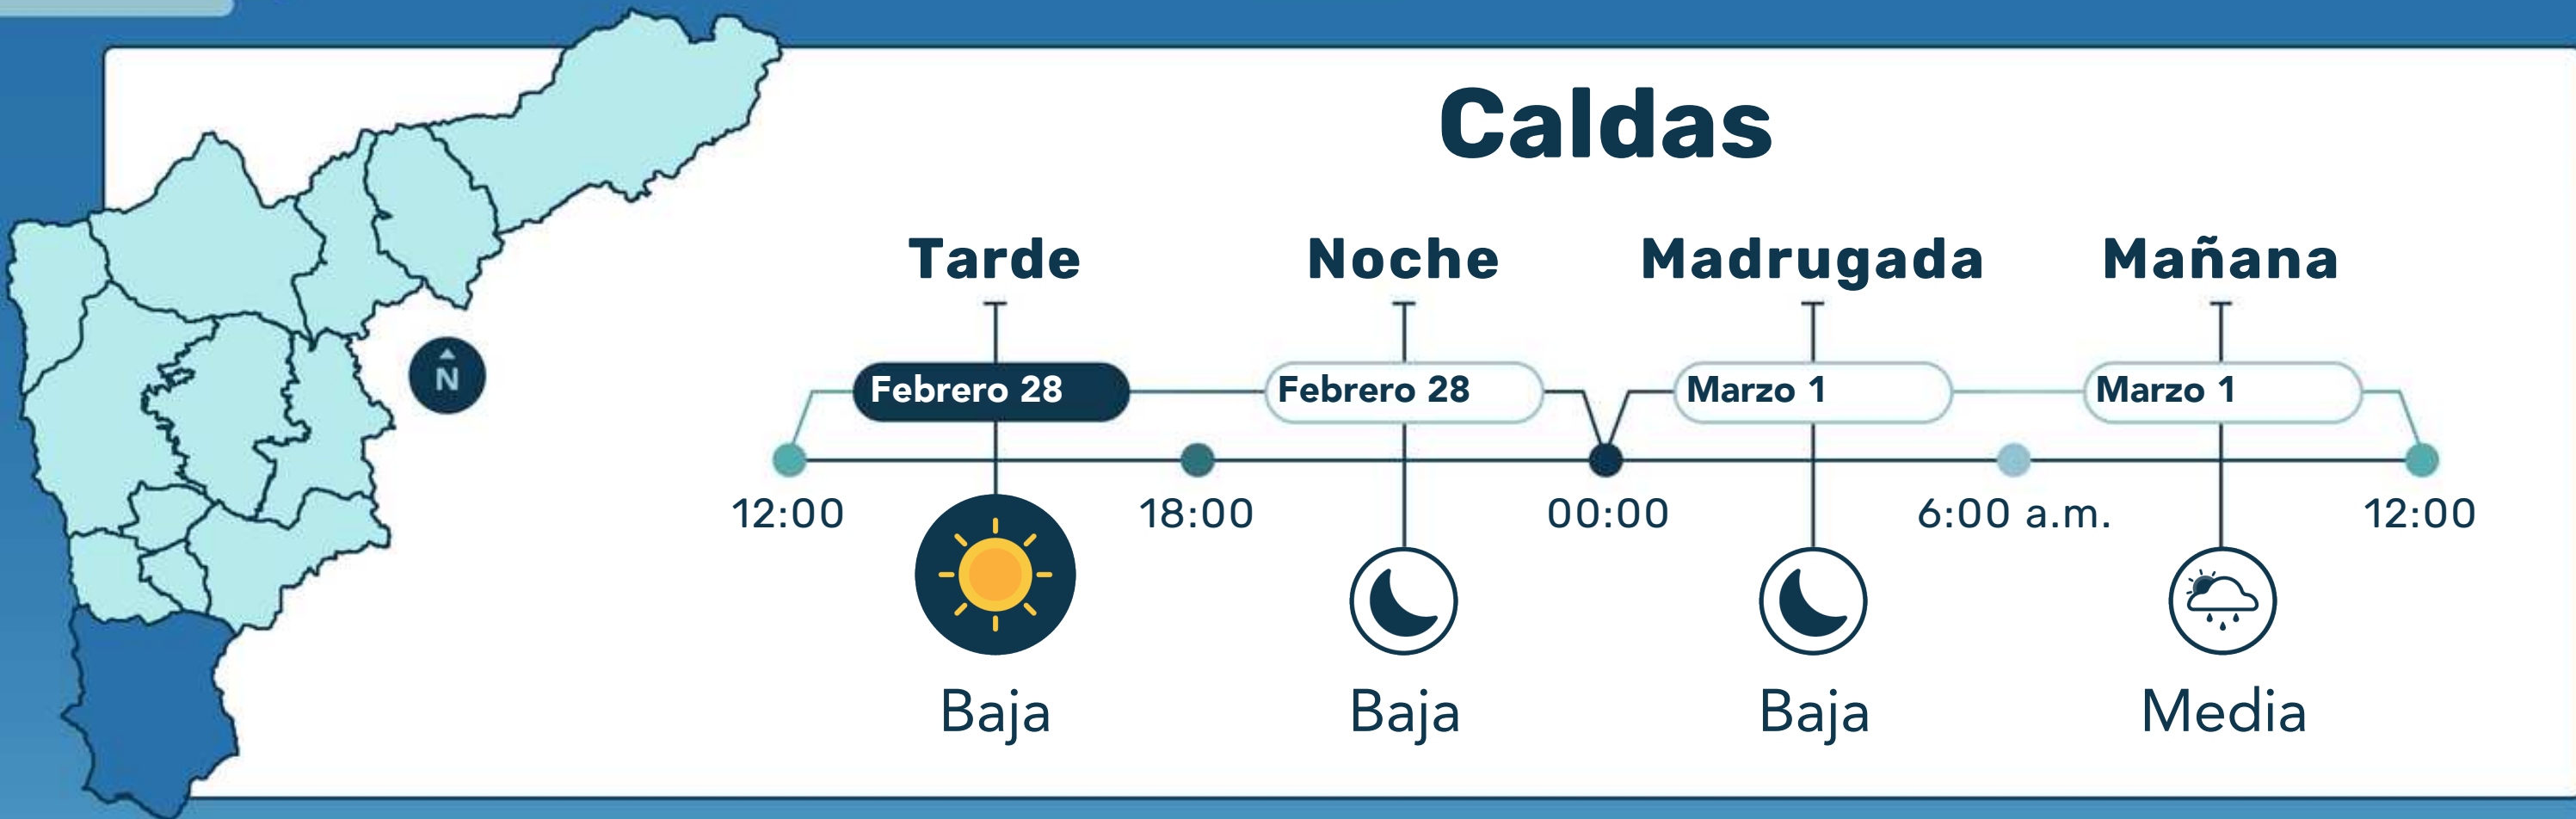 Caldas
Tarde Noche Madrugada Mañana
N
Febrero 28 Febrero 28 Marzo 1 Marzo 1
12:00 18:00 00:00 6:00 a.m. 12:00
Baja Baja Baja Media